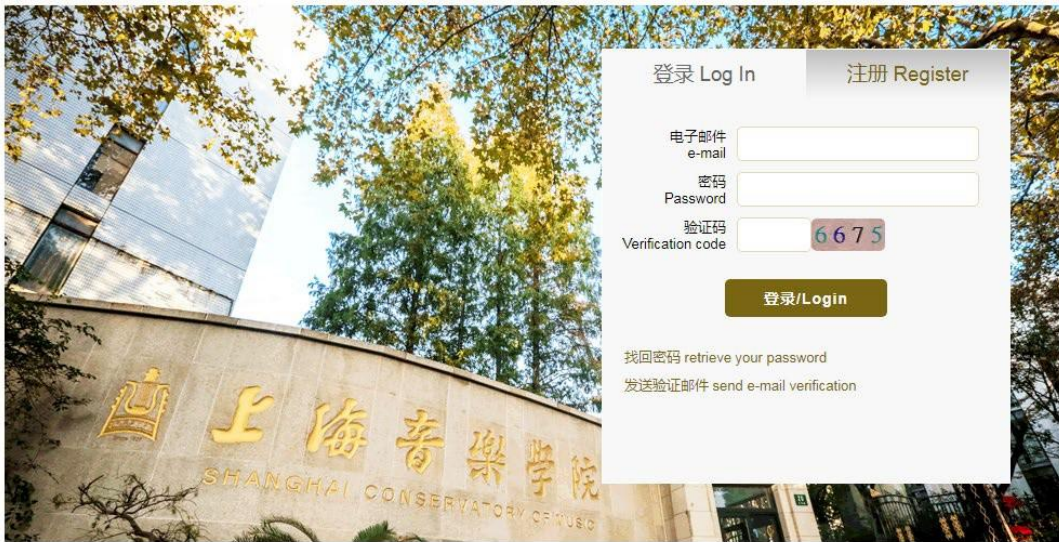 登录 Log In
注册 Register
电子邮件
e-mail
密码
Password
验证码
Verification code
6675
登录/Login
找回密码 retrieve your password
发送验证邮件 send e-mail verification
上海音樂学院
SHANGHAI CONSERVATORY OF MUSIC